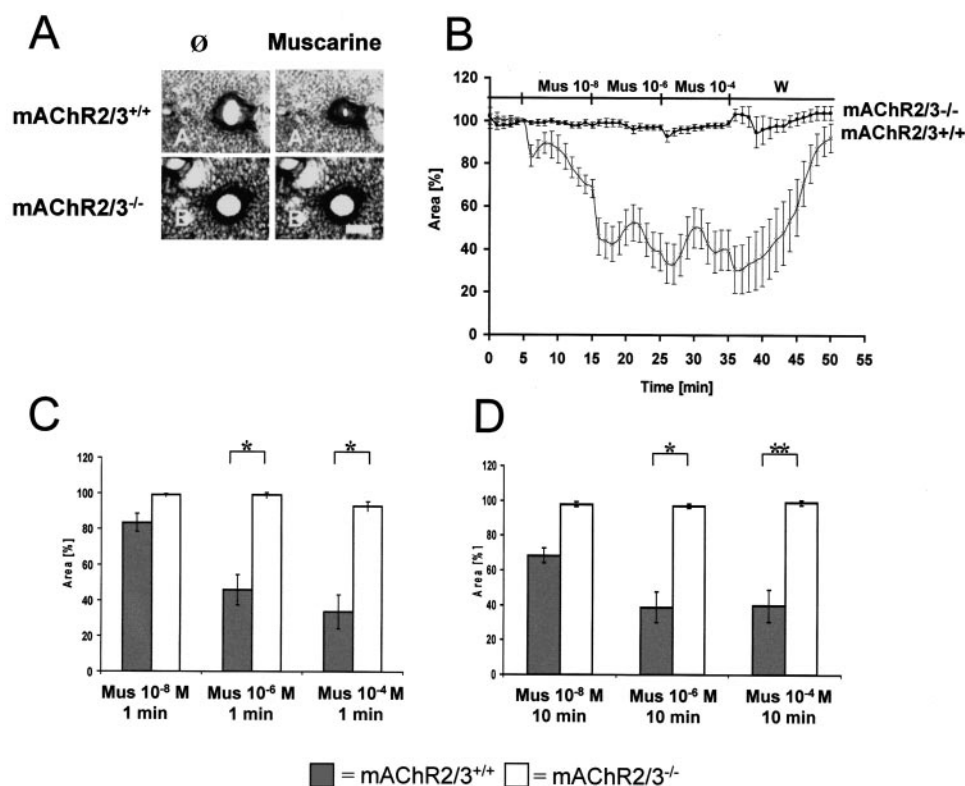 A
Ø Muscarine
mAChR2/3+/+
A A
mAChR2/3-/-
B B
B
Mus 10-8 Mus 10-6 Mus 10-4 W
120
100
80
60
40
20
0
Area [%]
mAChR2/3-/-
mAChR2/3+/+
0 5 10 15 20 25 30 35 40 45 50 55
Time [min]
C
* *
120
100
80
60
40
20
0
Area [%]
Mus 10-8 M Mus 10-6 M Mus 10-4 M
1 min 1 min 1 min
D
* **
120
100
80
60
40
20
0
Area [%]
Mus 10-8 M Mus 10-6 M Mus 10-4 M
10 min 10 min 10 min
= mAChR2/3+/+ = mAChR2/3-/-